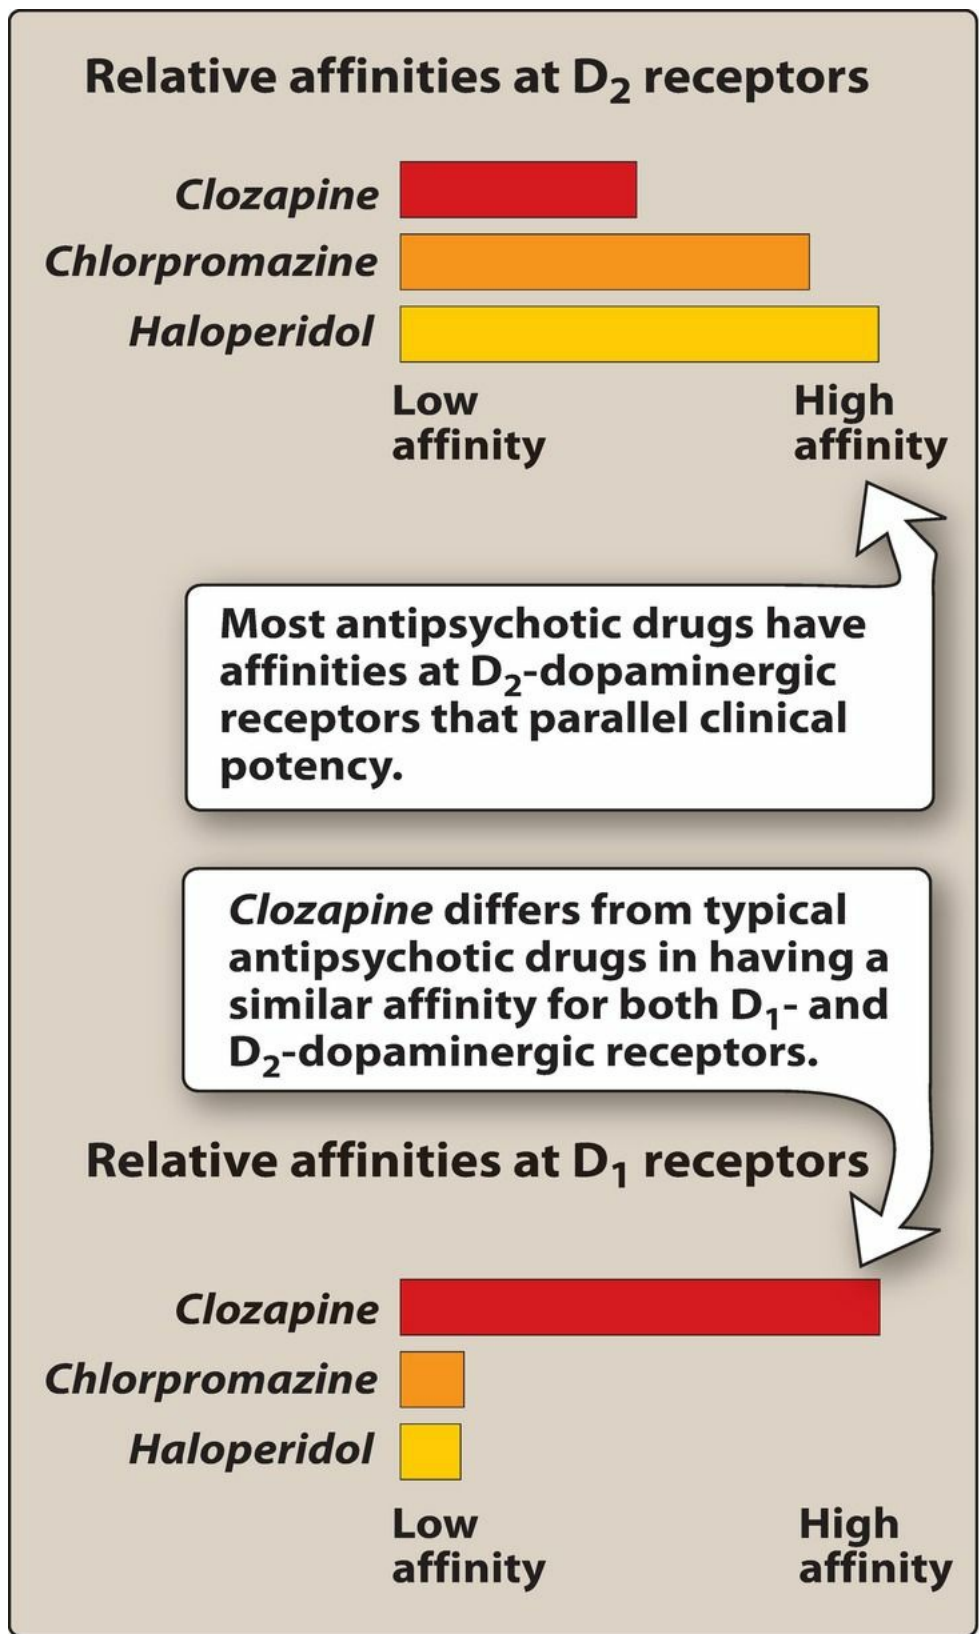 Relative affinities at D₂ receptors
Clozapine
Chlorpromazine
Haloperidol
Low
affinity
High
affinity
Most antipsychotic drugs have
affinities at D₂-dopaminergic
receptors that parallel clinical
potency.
Clozapine differs from typical
antipsychotic drugs in having a
similar affinity for both D₁- and
D₂-dopaminergic receptors.
Relative affinities at D₁ receptors
Clozapine
Chlorpromazine
Haloperidol
Low
affinity
High
affinity